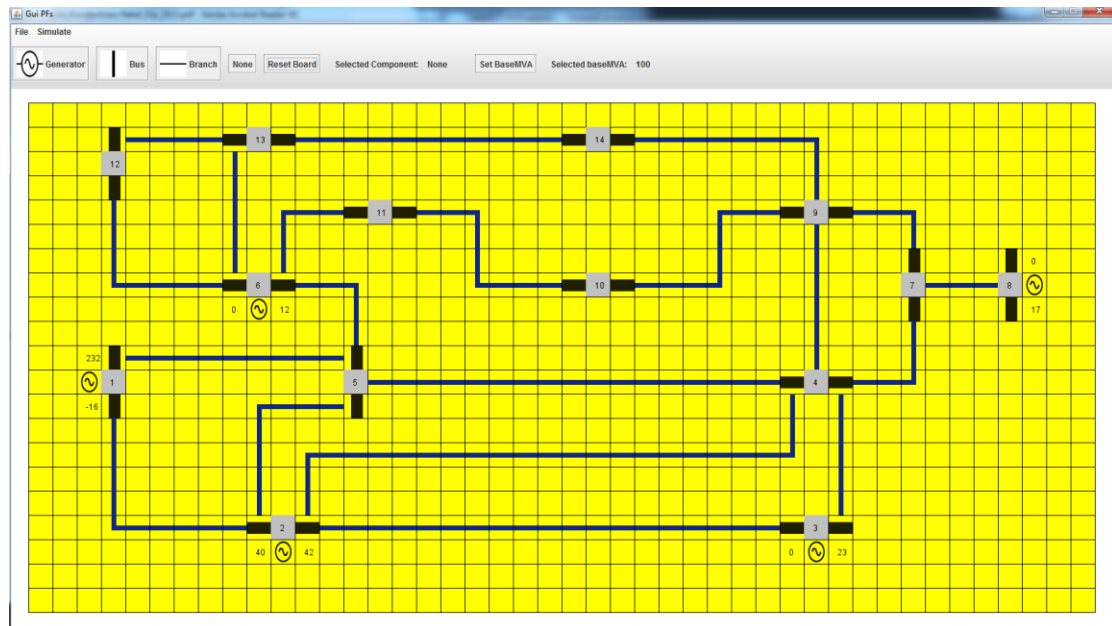 Gui PFs
File Simulate
Generator Bus Branch None Reset Board Selected Component: None Set BaseMVA Selected baseMVA: 100
13 14
12
11 9
0
6 10 7 8
0 12 17
232
1 5 4
-16
2 3
40 42 0 23